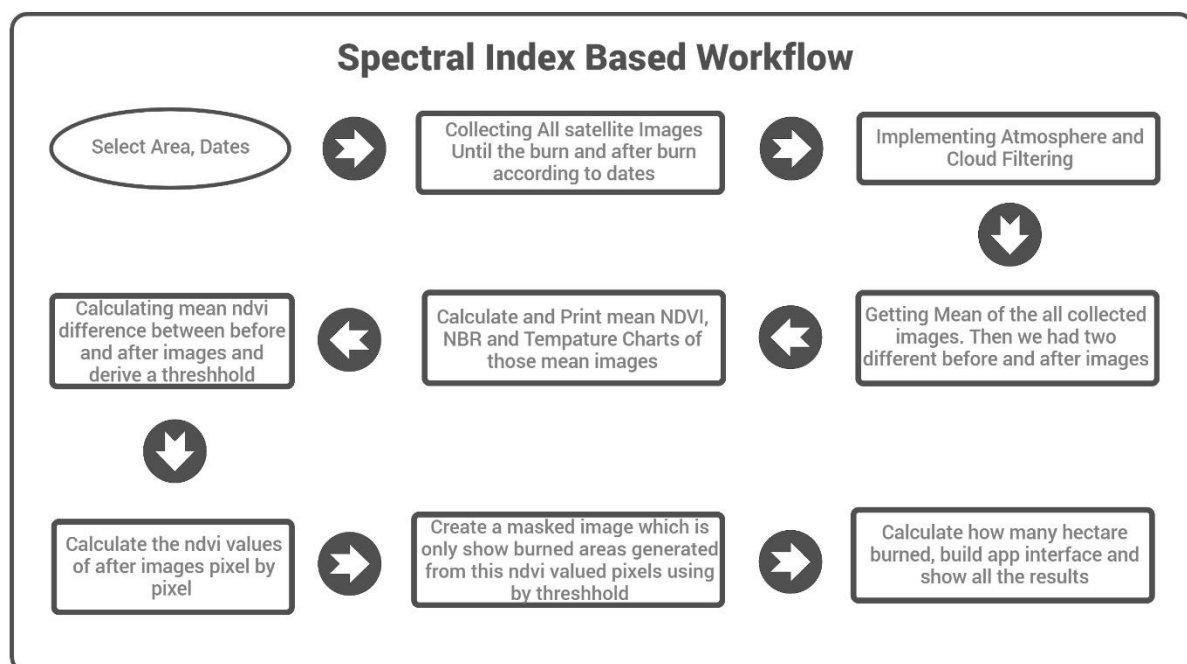 Spectral Index Based Workflow
Select Area, Dates
Collecting All satellite Images
Until the burn and after burn
according to dates
Implementing Atmosphere and
Cloud Filtering
Getting Mean of the all collected
images. Then we had two
different before and after images
Calculate and Print mean NDVI,
NBR and Tempature Charts of
those mean images
Calculating mean ndvi
difference between before
and after images and
derive a threshhold
Calculate the ndvi values
of after images pixel by
pixel
Create a masked image which is
only show burned areas generated
from this ndvi valued pixels using
by threshhold
Calculate how many hectare
burned, build app interface and
show all the results